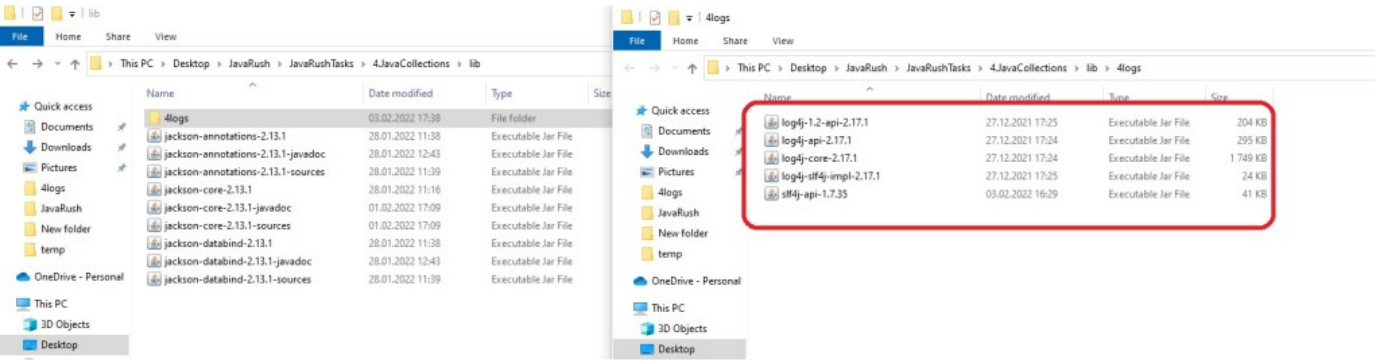 lib
File Home Share View
This PC > Desktop > JavaRush > JavaRushTasks > 4.JavaCollections > lib
Name Date modified Type Size
Quick access
Documents
Downloads
Pictures
4logs
JavaRush
New folder
temp
OneDrive - Personal
This PC
3D Objects
Desktop
4logs 03.02.2022 17:38 File folder
jackson-annotations-2.13.1 28.01.2022 11:38 Executable Jar File
jackson-annotations-2.13.1-javadoc 28.01.2022 12:43 Executable Jar File
jackson-annotations-2.13.1-sources 28.01.2022 11:39 Executable Jar File
jackson-core-2.13.1 28.01.2022 11:16 Executable Jar File
jackson-core-2.13.1-javadoc 01.02.2022 17:09 Executable Jar File
jackson-core-2.13.1-sources 01.02.2022 17:09 Executable Jar File
jackson-databind-2.13.1 28.01.2022 11:38 Executable Jar File
jackson-databind-2.13.1-javadoc 28.01.2022 12:43 Executable Jar File
jackson-databind-2.13.1-sources 28.01.2022 11:39 Executable Jar File
4logs
File Home Share View
This PC > Desktop > JavaRush > JavaRushTasks > 4.JavaCollections > lib > 4logs
Name Date modified Type Size
Quick access
Documents
Downloads
Pictures
4logs
JavaRush
New folder
temp
OneDrive - Personal
This PC
3D Objects
Desktop
log4j-1.2-api-2.17.1 27.12.2021 17:25 Executable Jar File 204 KB
log4j-api-2.17.1 27.12.2021 17:24 Executable Jar File 295 KB
log4j-core-2.17.1 27.12.2021 17:24 Executable Jar File 1 749 KB
log4j-slf4j-impl-2.17.1 27.12.2021 17:25 Executable Jar File 24 KB
slf4j-api-1.7.35 03.02.2022 16:29 Executable Jar File 41 KB